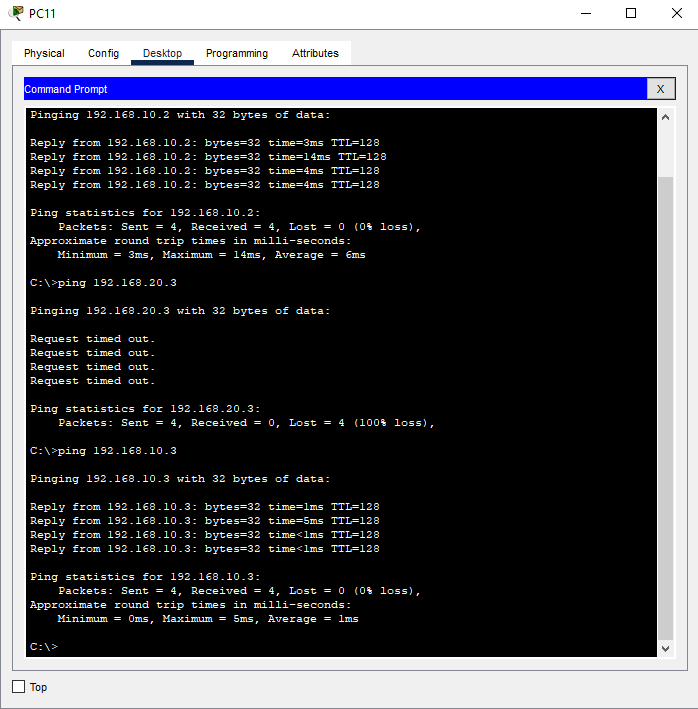 PC11
Physical Config Desktop Programming Attributes
Command Prompt X
Pinging 192.168.10.2 with 32 bytes of data:
Reply from 192.168.10.2: bytes=32 time=3ms TTL=128
Reply from 192.168.10.2: bytes=32 time=14ms TTL=128
Reply from 192.168.10.2: bytes=32 time=4ms TTL=128
Reply from 192.168.10.2: bytes=32 time=4ms TTL=128
Ping statistics for 192.168.10.2:
Packets: Sent = 4, Received = 4, Lost = 0 (0% loss),
Approximate round trip times in milli-seconds:
Minimum = 3ms, Maximum = 14ms, Average = 6ms
C:\>ping 192.168.20.3
Pinging 192.168.20.3 with 32 bytes of data:
Request timed out.
Request timed out.
Request timed out.
Request timed out.
Ping statistics for 192.168.20.3:
Packets: Sent = 4, Received = 0, Lost = 4 (100% loss),
C:\>ping 192.168.10.3
Pinging 192.168.10.3 with 32 bytes of data:
Reply from 192.168.10.3: bytes=32 time=1ms TTL=128
Reply from 192.168.10.3: bytes=32 time=5ms TTL=128
Reply from 192.168.10.3: bytes=32 time<1ms TTL=128
Reply from 192.168.10.3: bytes=32 time<1ms TTL=128
Ping statistics for 192.168.10.3:
Packets: Sent = 4, Received = 4, Lost = 0 (0% loss),
Approximate round trip times in milli-seconds:
Minimum = 0ms, Maximum = 5ms, Average = 1ms
C:\>
Top